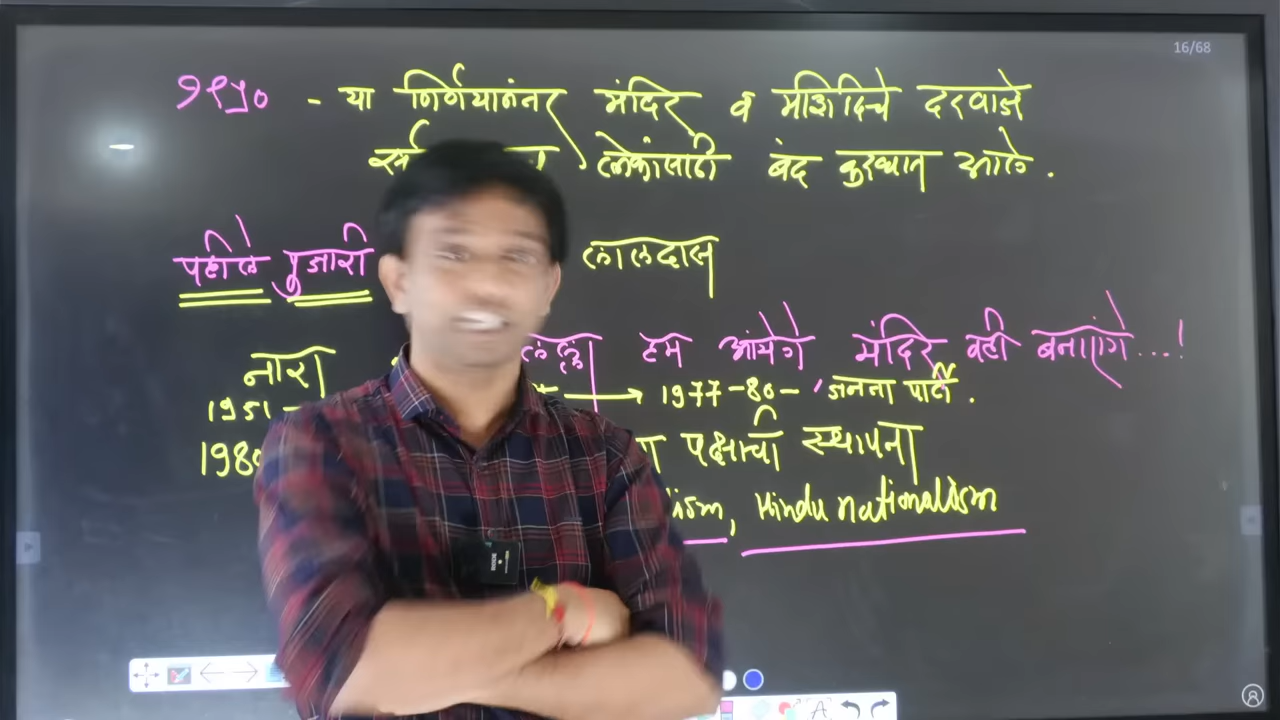 16/68
१९५० - या निर्णयानंतर मंदिर व मशिदिचे दरवाजे
लोकांसाठी बंद करण्यात आले.
पहीले पुजारी लालदास
नारा हम आयेंगे मंदिर वही बनाएंगे...!
1951 - → 1977-80- जनता पार्टी.
पक्षाची स्थापना
Hindu nationalism